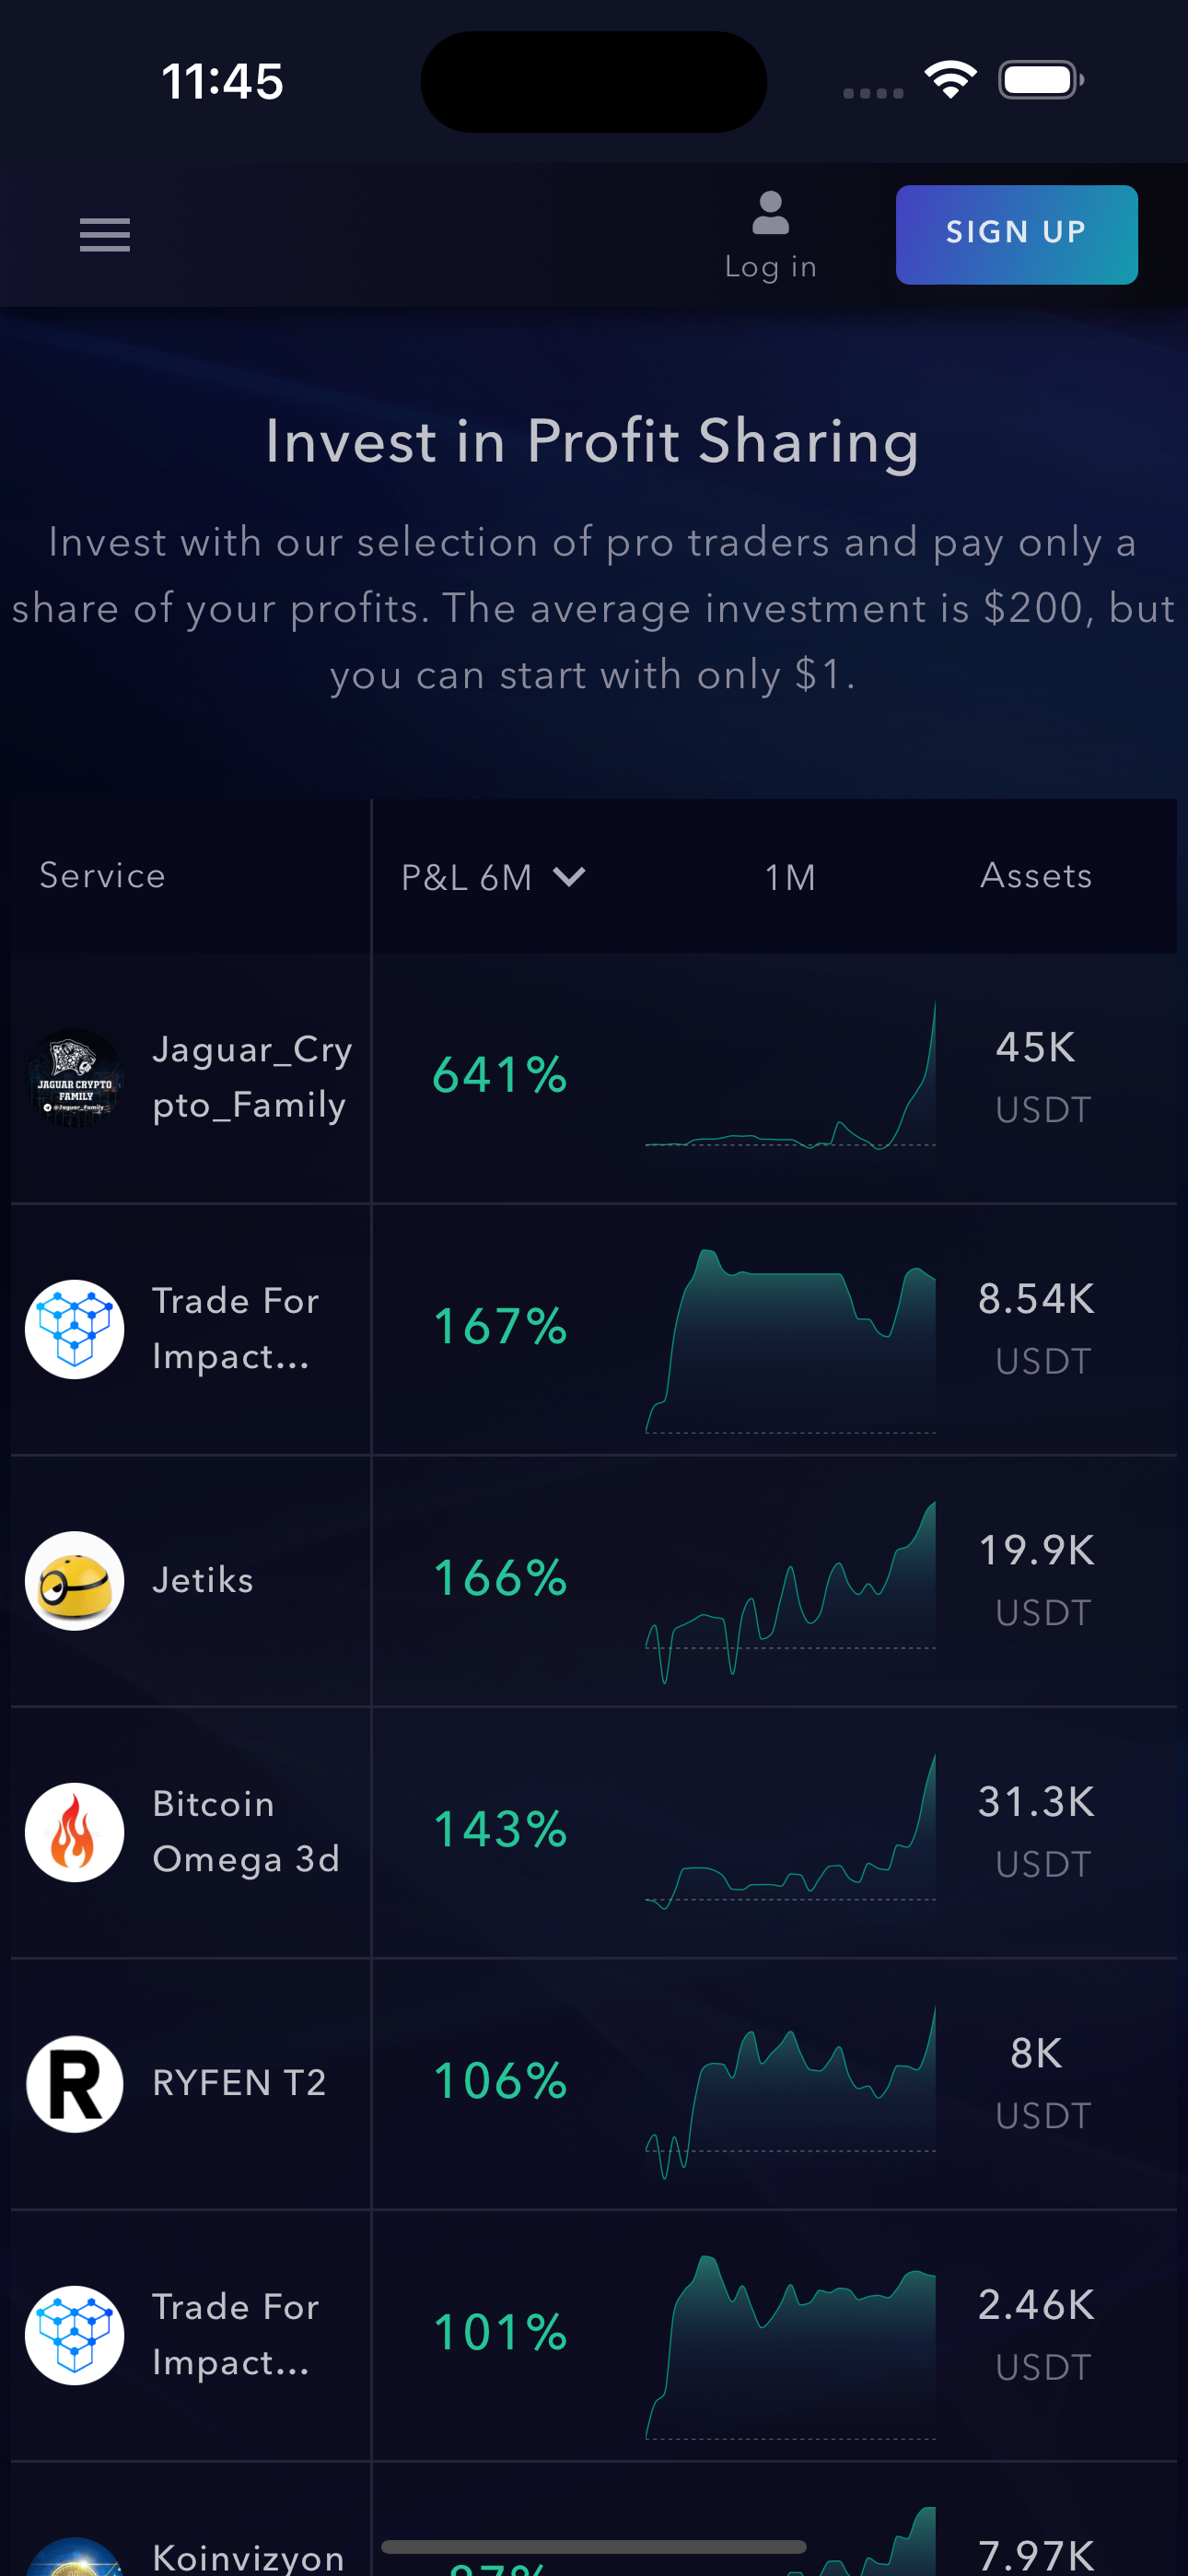 11:45
Log in
SIGN UP
Invest in Profit Sharing
Invest with our selection of pro traders and pay only a
share of your profits. The average investment is $200, but
you can start with only $1.
Service P&L 6M 1M Assets
JAGUAR CRYPTO
FAMILY
@Jaguar_Family
Jaguar_Cry
pto_Family
641%
45K
USDT
Trade For
Impact...
167%
8.54K
USDT
Jetiks
166%
19.9K
USDT
Bitcoin
Omega 3d
143%
31.3K
USDT
R
RYFEN T2
106%
8K
USDT
Trade For
Impact...
101%
2.46K
USDT
Koinvizyon
7.97K